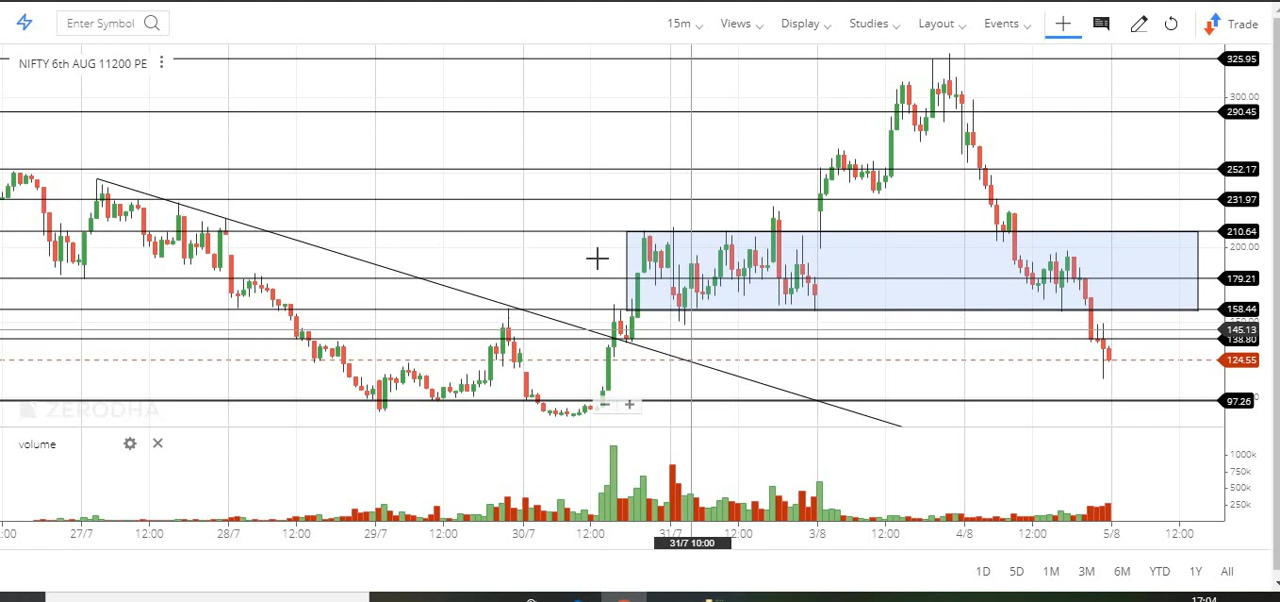 Enter Symbol 15m Views Display Studies Layout Events Trade
NIFTY 6th AUG 11200 PE
325.95
300.00
290.45
252.17
231.97
210.64
200.00
179.21
158.44
145.13
138.80
124.55
97.26
ZERODHA
volume
1000k
750k
500k
250k
:00 27/7 12:00 28/7 12:00 29/7 12:00 30/7 12:00 31/7 12:00 3/8 12:00 4/8 12:00 5/8 12:00
31/7 10:00
1D 5D 1M 3M 6M YTD 1Y All
17:04